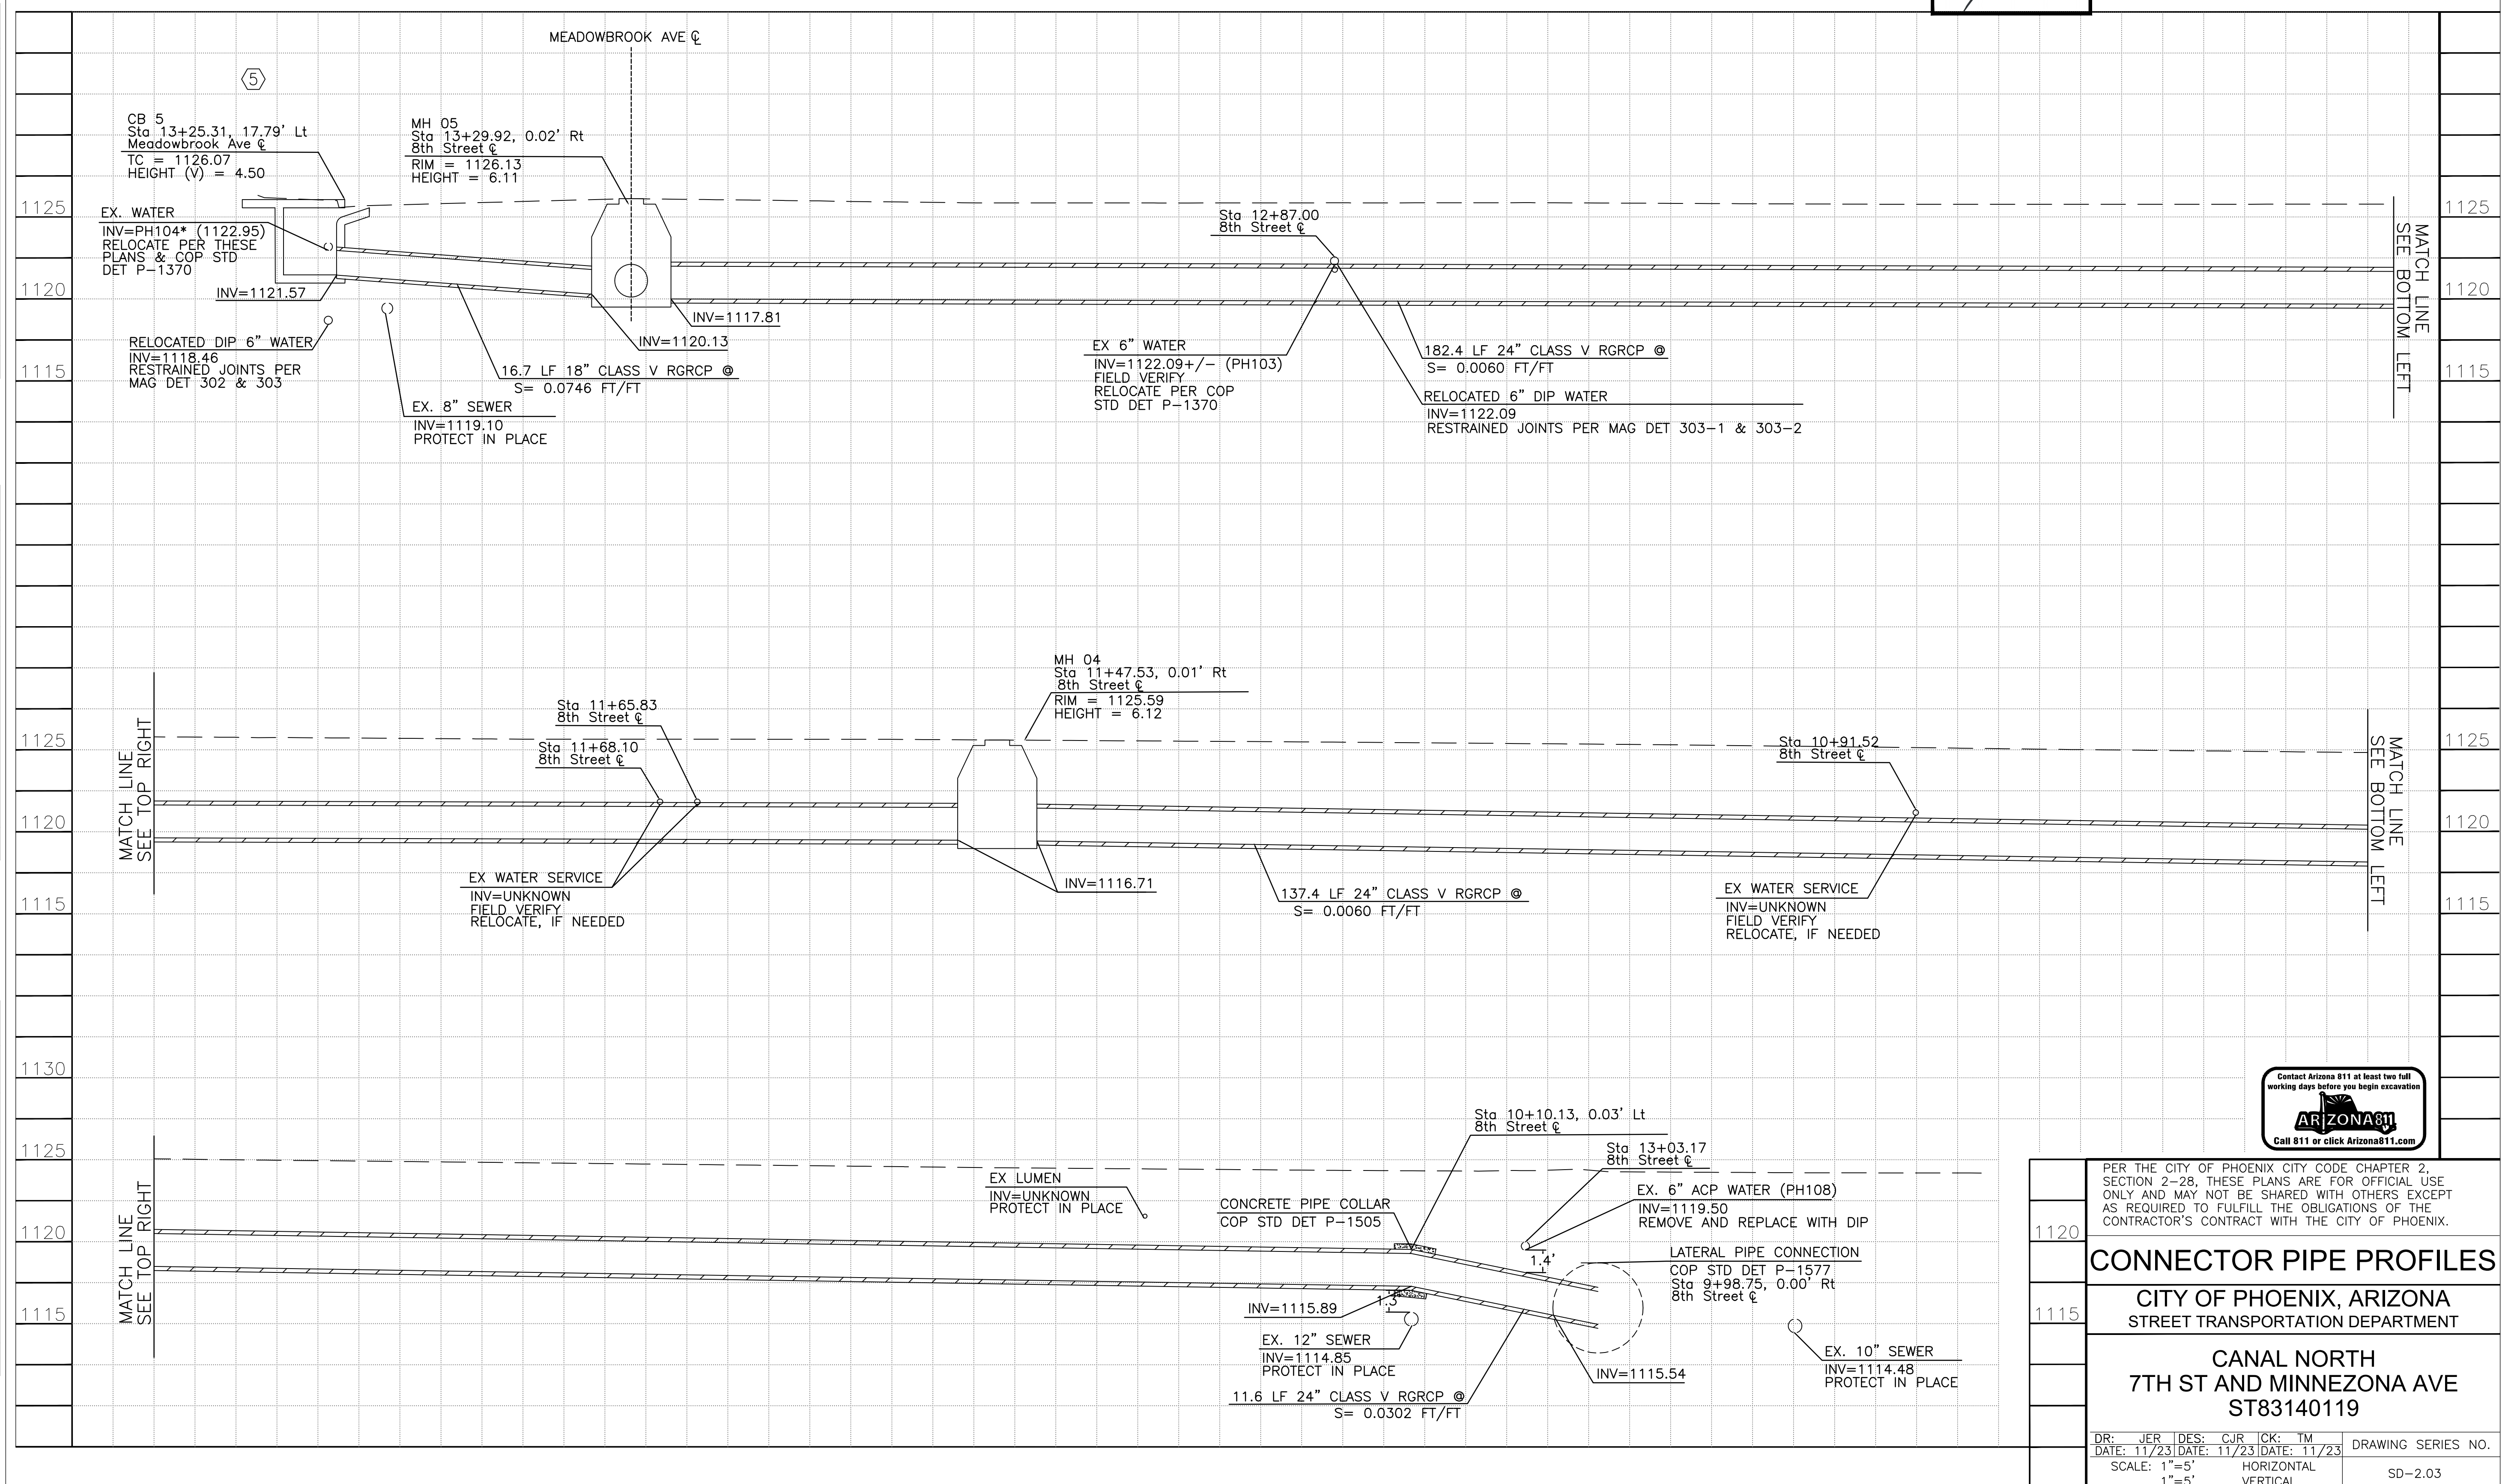 MEADOWBROOK AVE ℄
5
CB 5
Sta 13+25.31, 17.79' Lt
Meadowbrook Ave ℄
TC = 1126.07
HEIGHT (V) = 4.50
MH 05
Sta 13+29.92, 0.02' Rt
8th Street ℄
RIM = 1126.13
HEIGHT = 6.11
EX. WATER
INV=PH104* (1122.95)
RELOCATE PER THESE
PLANS & COP STD
DET P-1370
INV=1121.57
RELOCATED DIP 6" WATER
INV=1118.46
RESTRAINED JOINTS PER
MAG DET 302 & 303
16.7 LF 18" CLASS V RGRCP @
S= 0.0746 FT/FT
EX. 8" SEWER
INV=1119.10
PROTECT IN PLACE
INV=1117.81
INV=1120.13
Sta 12+87.00
8th Street ℄
EX 6" WATER
INV=1122.09+/- (PH103)
FIELD VERIFY
RELOCATE PER COP
STD DET P-1370
182.4 LF 24" CLASS V RGRCP @
S= 0.0060 FT/FT
RELOCATED 6" DIP WATER
INV=1122.09
RESTRAINED JOINTS PER MAG DET 303-1 & 303-2
MATCH LINE
SEE BOTTOM LEFT
1125
1120
1115
1125
1120
1115
MATCH LINE
SEE TOP RIGHT
Sta 11+65.83
8th Street ℄
Sta 11+68.10
8th Street ℄
EX WATER SERVICE
INV=UNKNOWN
FIELD VERIFY
RELOCATE, IF NEEDED
MH 04
Sta 11+47.53, 0.01' Rt
8th Street ℄
RIM = 1125.59
HEIGHT = 6.12
INV=1116.71
137.4 LF 24" CLASS V RGRCP @
S= 0.0060 FT/FT
Sta 10+91.52
8th Street ℄
EX WATER SERVICE
INV=UNKNOWN
FIELD VERIFY
RELOCATE, IF NEEDED
MATCH LINE
SEE BOTTOM LEFT
1125
1120
1115
1125
1120
1115
1130
1125
1120
1115
MATCH LINE
SEE TOP RIGHT
EX LUMEN
INV=UNKNOWN
PROTECT IN PLACE
CONCRETE PIPE COLLAR
COP STD DET P-1505
Sta 10+10.13, 0.03' Lt
8th Street ℄
Sta 13+03.17
8th Street ℄
EX. 6" ACP WATER (PH108)
INV=1119.50
REMOVE AND REPLACE WITH DIP
1.4'
LATERAL PIPE CONNECTION
COP STD DET P-1577
Sta 9+98.75, 0.00' Rt
8th Street ℄
INV=1115.89
1.3'
EX. 12" SEWER
INV=1114.85
PROTECT IN PLACE
11.6 LF 24" CLASS V RGRCP @
S= 0.0302 FT/FT
INV=1115.54
EX. 10" SEWER
INV=1114.48
PROTECT IN PLACE
1120
1115
Contact Arizona 811 at least two full
working days before you begin excavation
ARIZONA811
Call 811 or click Arizona811.com
PER THE CITY OF PHOENIX CITY CODE CHAPTER 2,
SECTION 2-28, THESE PLANS ARE FOR OFFICIAL USE
ONLY AND MAY NOT BE SHARED WITH OTHERS EXCEPT
AS REQUIRED TO FULFILL THE OBLIGATIONS OF THE
CONTRACTOR'S CONTRACT WITH THE CITY OF PHOENIX.
CONNECTOR PIPE PROFILES
CITY OF PHOENIX, ARIZONA
STREET TRANSPORTATION DEPARTMENT
CANAL NORTH
7TH ST AND MINNEZONA AVE
ST83140119
DR: JER DES: CJR CK: TM
DATE: 11/23 DATE: 11/23 DATE: 11/23
DRAWING SERIES NO.
SCALE: 1"=5' HORIZONTAL
1"=5' VERTICAL
SD-2.03